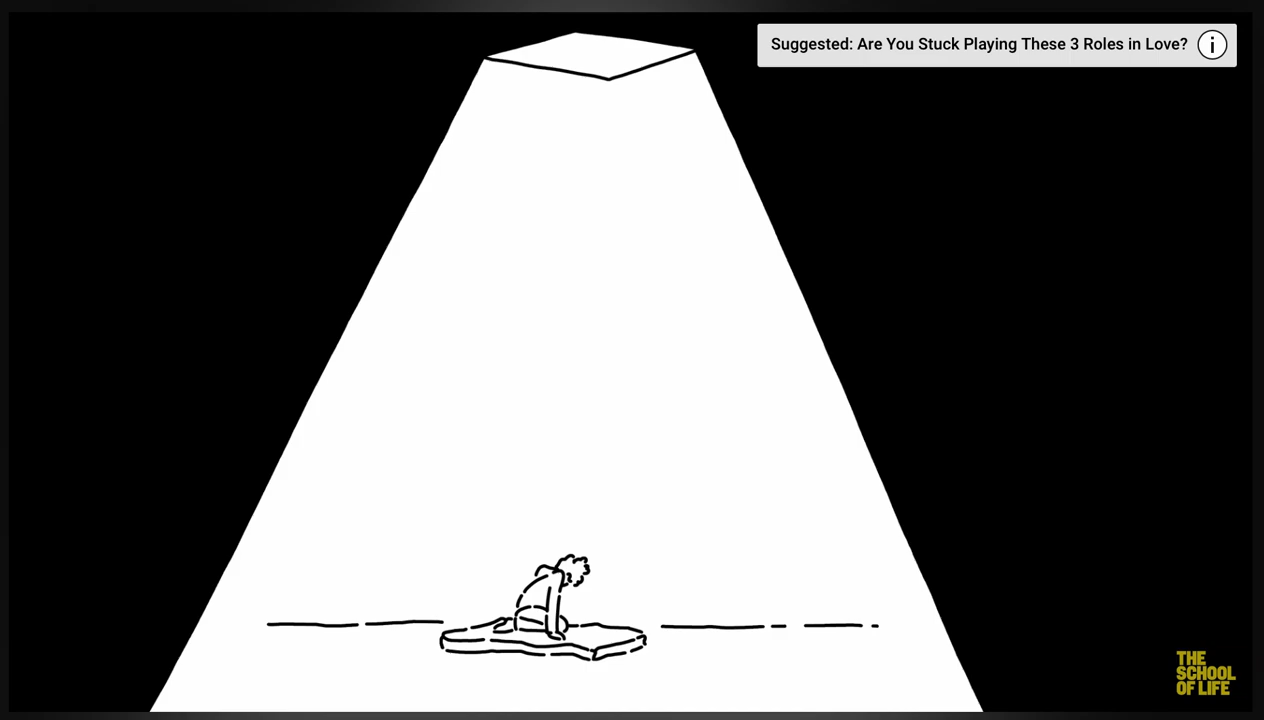 Suggested: Are You Stuck Playing These 3 Roles in Love?
i
THE
SCHOOL
OF LIFE